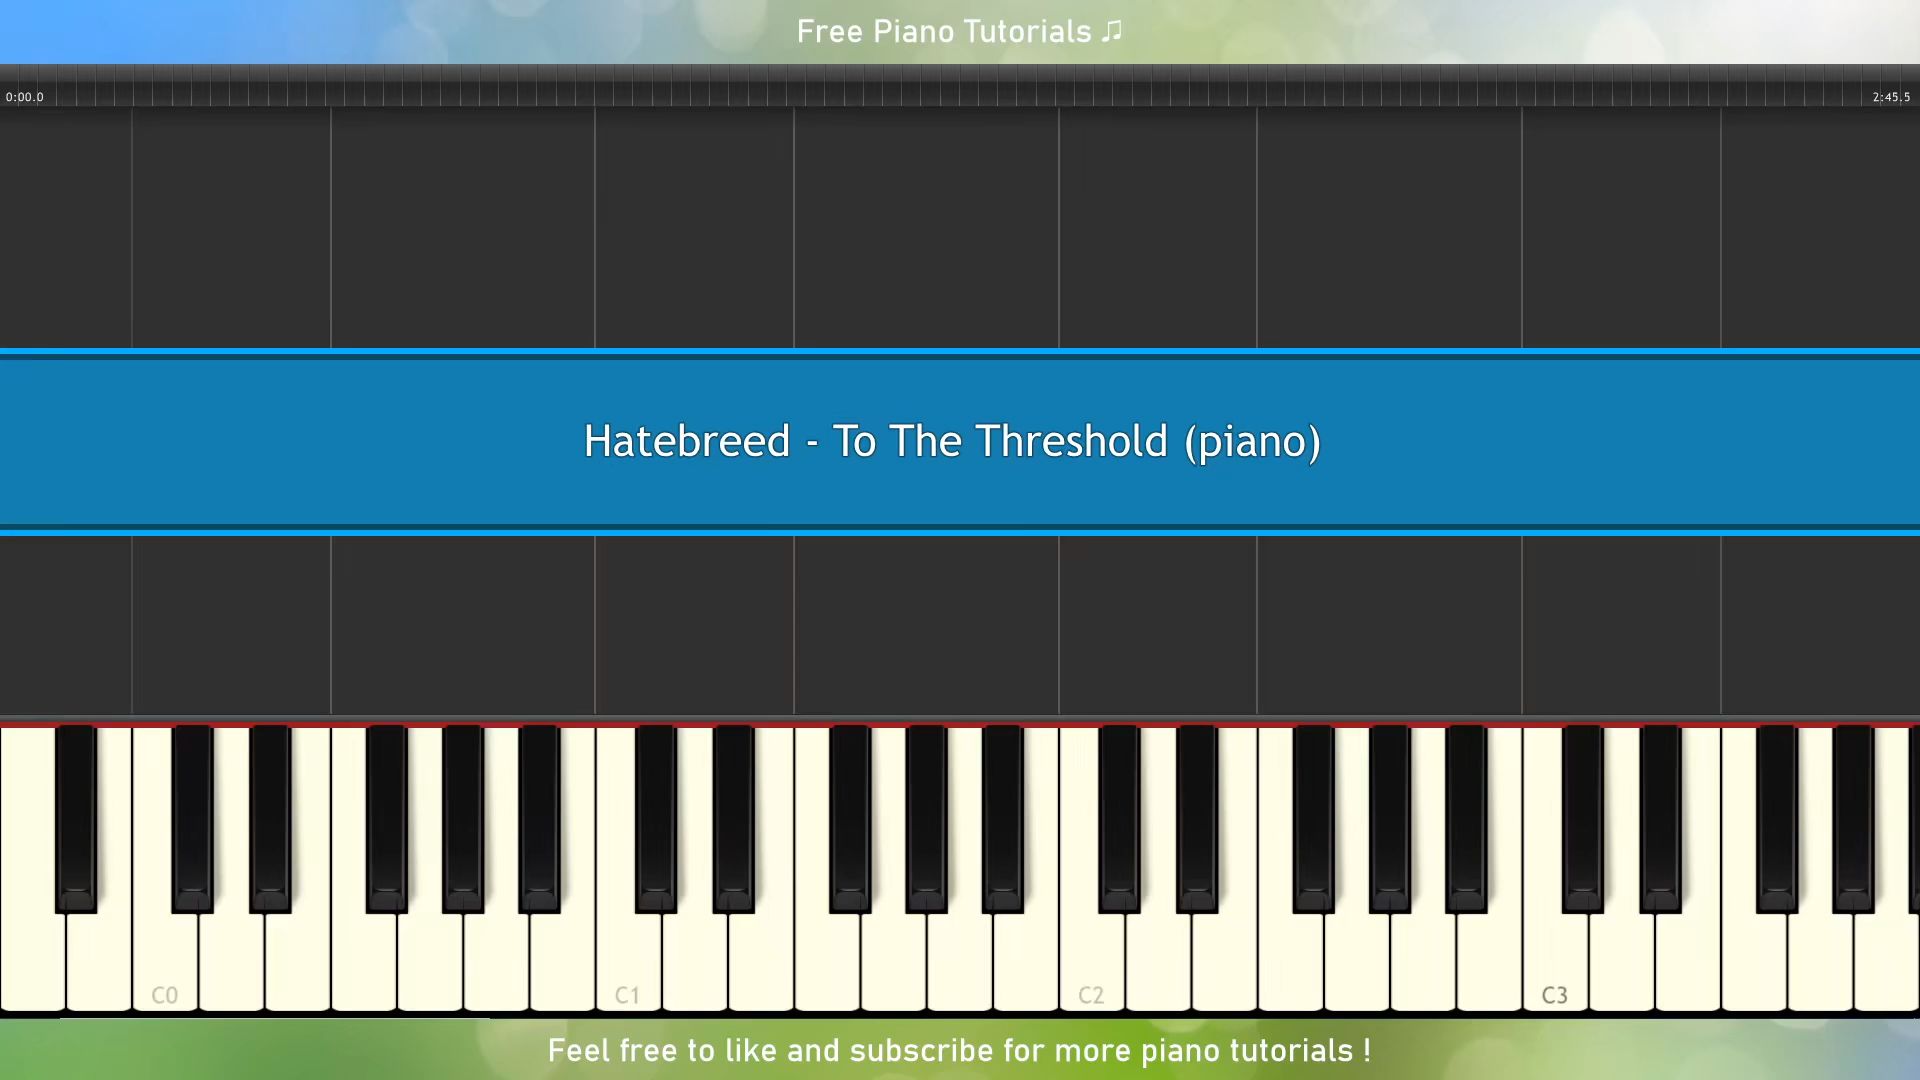 Free Piano Tutorials ♫
0:00.0
2:45.5
Hatebreed - To The Threshold (piano)
C0
C1
C2
C3
Feel free to like and subscribe for more piano tutorials !